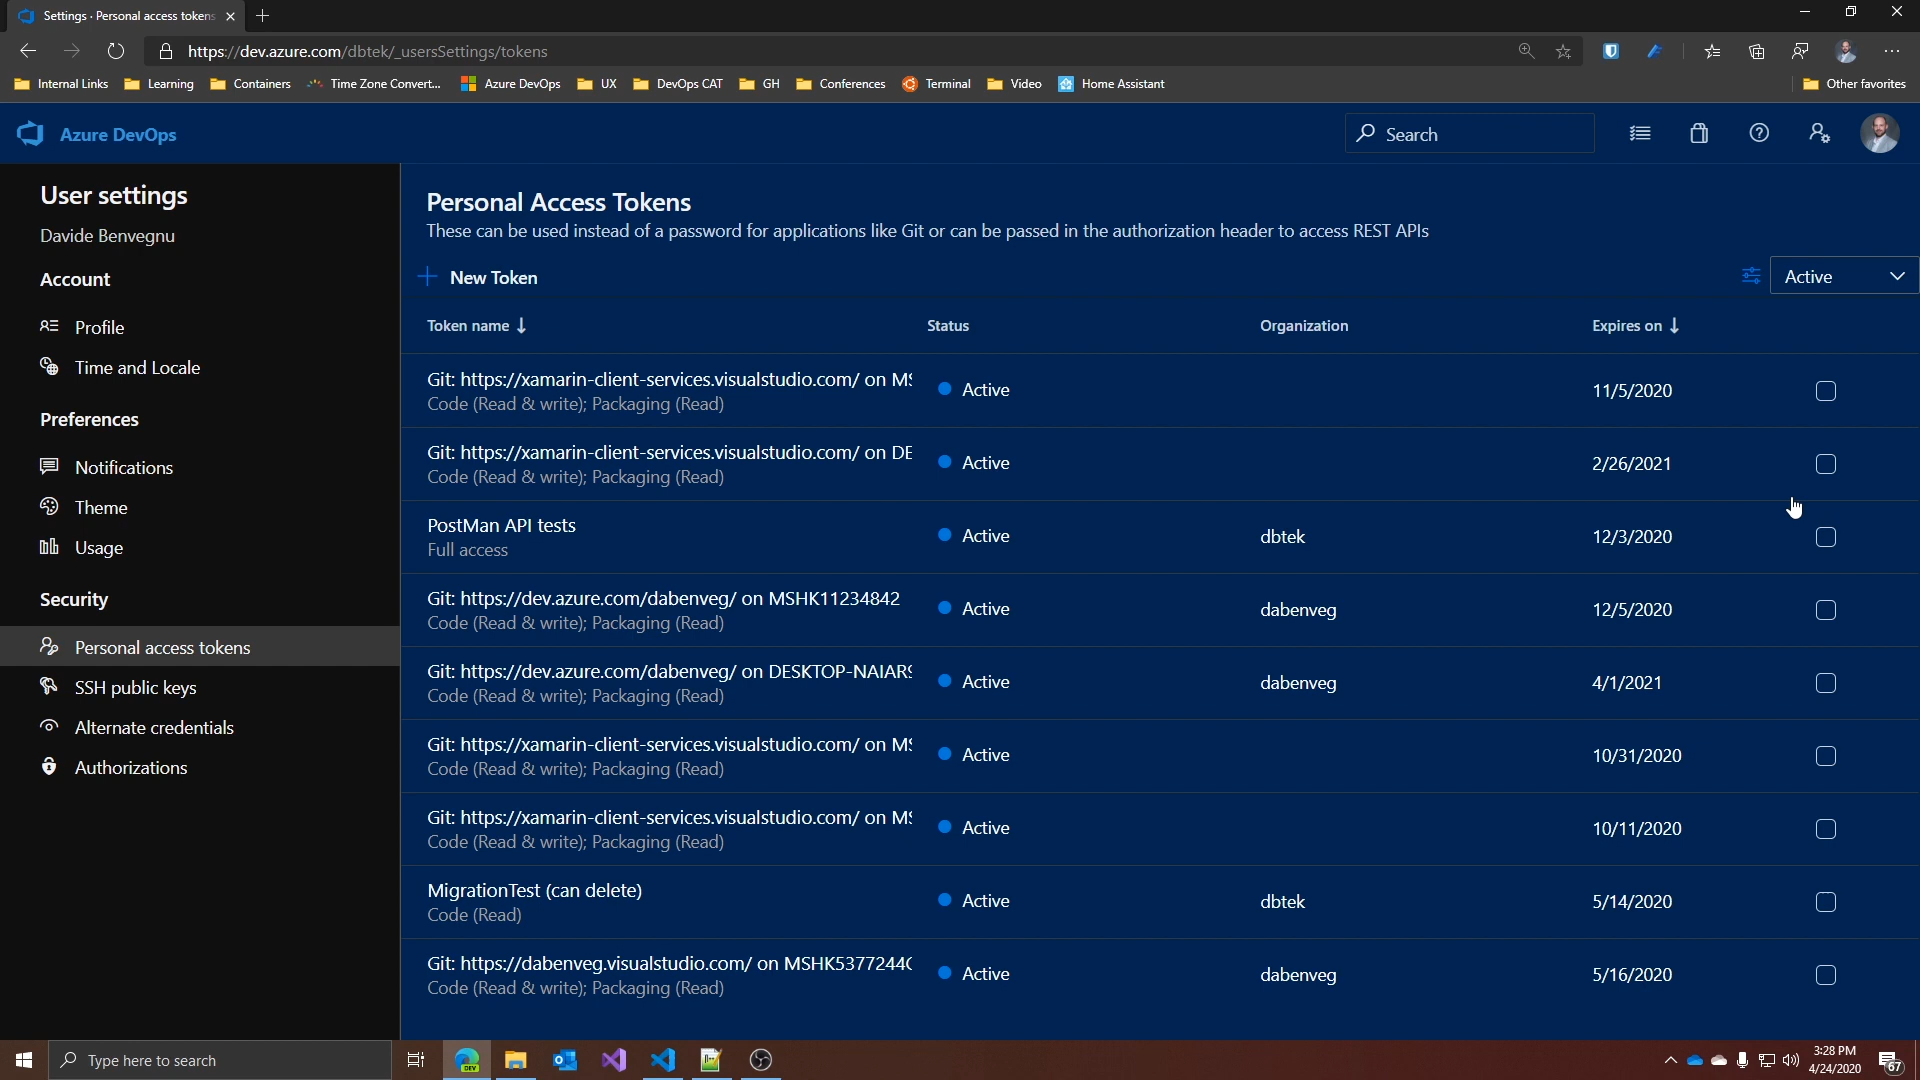 Settings · Personal access tokens
https://dev.azure.com/dbtek/_usersSettings/tokens
Internal Links
Learning
Containers
Time Zone Convert...
Azure DevOps
UX
DevOps CAT
GH
Conferences
Terminal
Video
Home Assistant
Other favorites
Azure DevOps
Search
User settings
Davide Benvegnu
Account
Profile
Time and Locale
Preferences
Notifications
Theme
Usage
Security
Personal access tokens
SSH public keys
Alternate credentials
Authorizations
Personal Access Tokens
These can be used instead of a password for applications like Git or can be passed in the authorization header to access REST APIs
New Token
Active
Token name Status Organization Expires on
Git: https://xamarin-client-services.visualstudio.com/ on MS Active 11/5/2020
Code (Read & write); Packaging (Read)
Git: https://xamarin-client-services.visualstudio.com/ on DE Active 2/26/2021
Code (Read & write); Packaging (Read)
PostMan API tests Active dbtek 12/3/2020
Full access
Git: https://dev.azure.com/dabenveg/ on MSHK11234842 Active dabenveg 12/5/2020
Code (Read & write); Packaging (Read)
Git: https://dev.azure.com/dabenveg/ on DESKTOP-NAIARS Active dabenveg 4/1/2021
Code (Read & write); Packaging (Read)
Git: https://xamarin-client-services.visualstudio.com/ on MS Active 10/31/2020
Code (Read & write); Packaging (Read)
Git: https://xamarin-client-services.visualstudio.com/ on MS Active 10/11/2020
Code (Read & write); Packaging (Read)
MigrationTest (can delete) Active dbtek 5/14/2020
Code (Read)
Git: https://dabenveg.visualstudio.com/ on MSHK5377244 Active dabenveg 5/16/2020
Code (Read & write); Packaging (Read)
Type here to search
DEV
3:28 PM
4/24/2020
67